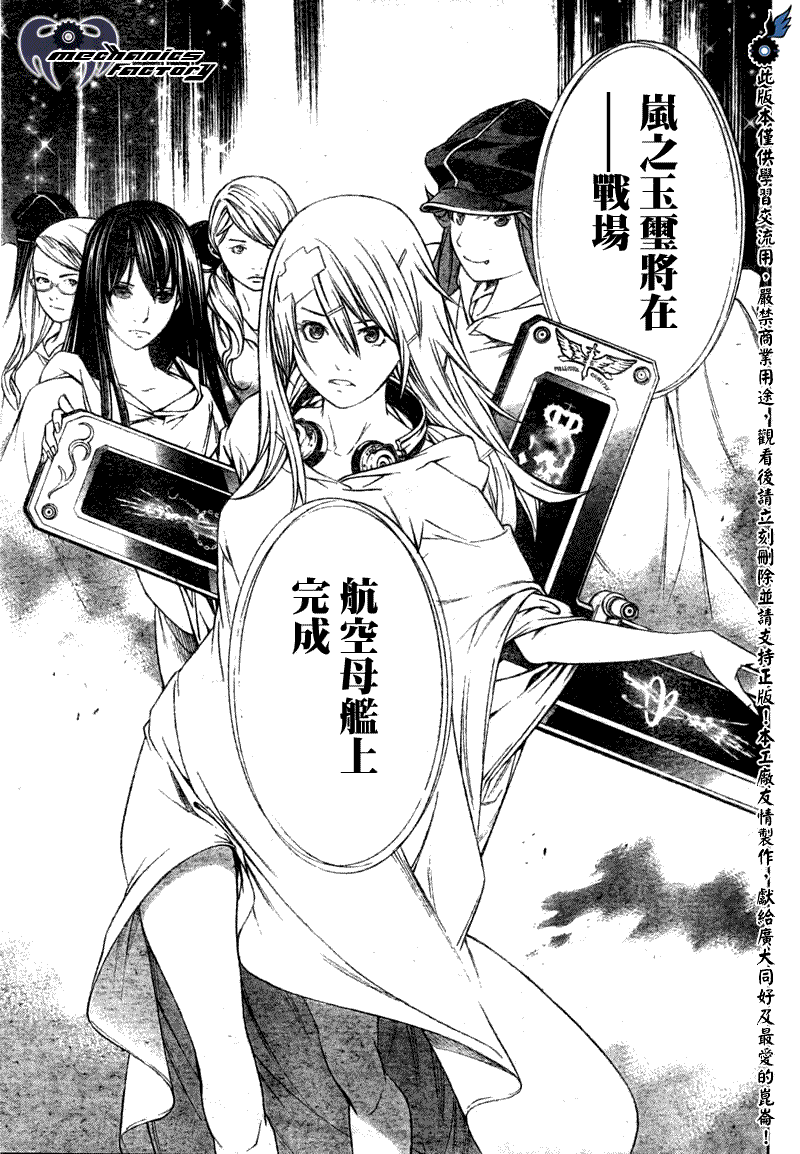 mechanics
factory
嵐之玉璽將在
——戰場
航空母艦上
完成
此版本僅供學習交流用，嚴禁商業用途，觀看後請立刻刪除並請支持正版！本工廠友情製作，獻給廣大同好及最愛的崑崙！